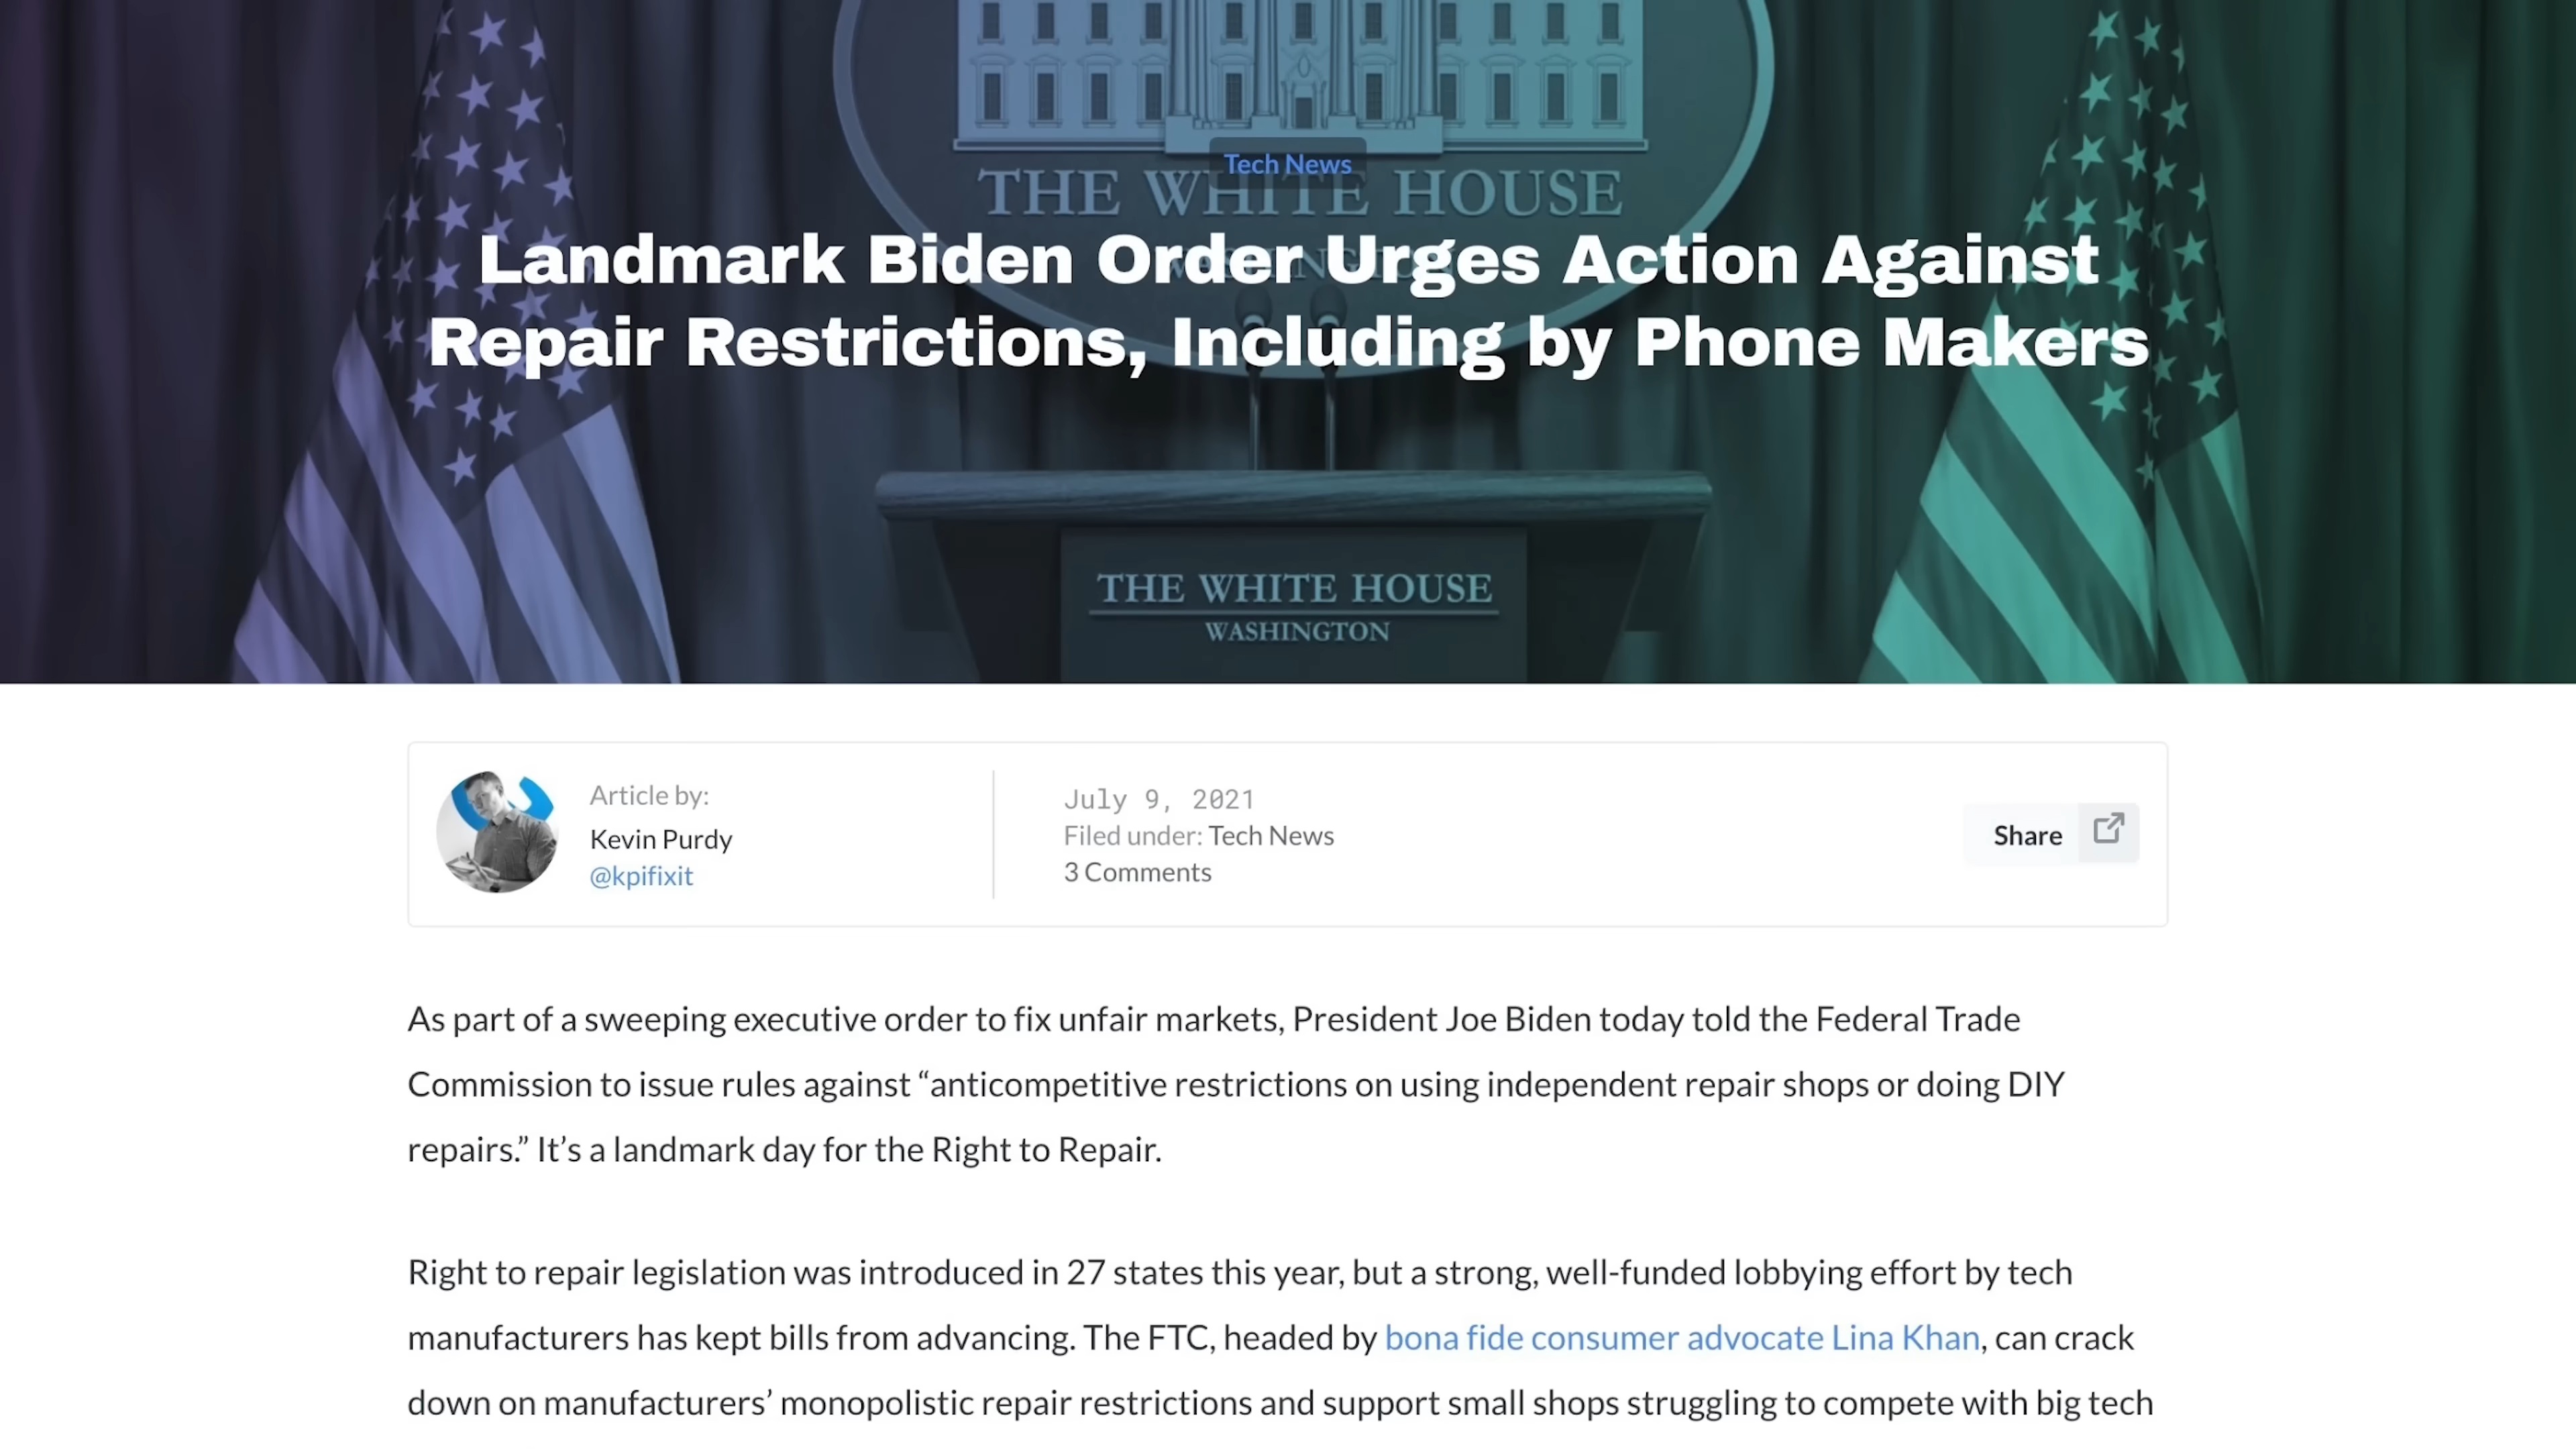 Tech News
THE WHITE HOUSE
WASHINGTON
Landmark Biden Order Urges Action Against
Repair Restrictions, Including by Phone Makers
THE WHITE HOUSE
WASHINGTON
Article by:
Kevin Purdy
@kpifixit
July 9, 2021
Filed under: Tech News
3 Comments
Share
As part of a sweeping executive order to fix unfair markets, President Joe Biden today told the Federal Trade
Commission to issue rules against “anticompetitive restrictions on using independent repair shops or doing DIY
repairs.” It’s a landmark day for the Right to Repair.
Right to repair legislation was introduced in 27 states this year, but a strong, well-funded lobbying effort by tech
manufacturers has kept bills from advancing. The FTC, headed by bona fide consumer advocate Lina Khan, can crack
down on manufacturers’ monopolistic repair restrictions and support small shops struggling to compete with big tech